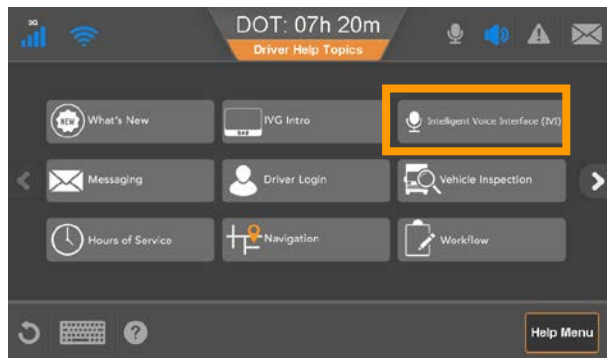 3G
DOT: 07h 20m
Driver Help Topics
NEW
What's New
IVG Intro
Intelligent Voice Interface (IVI)
Messaging
Driver Login
Vehicle Inspection
Hours of Service
Navigation
Workflow
?
Help Menu